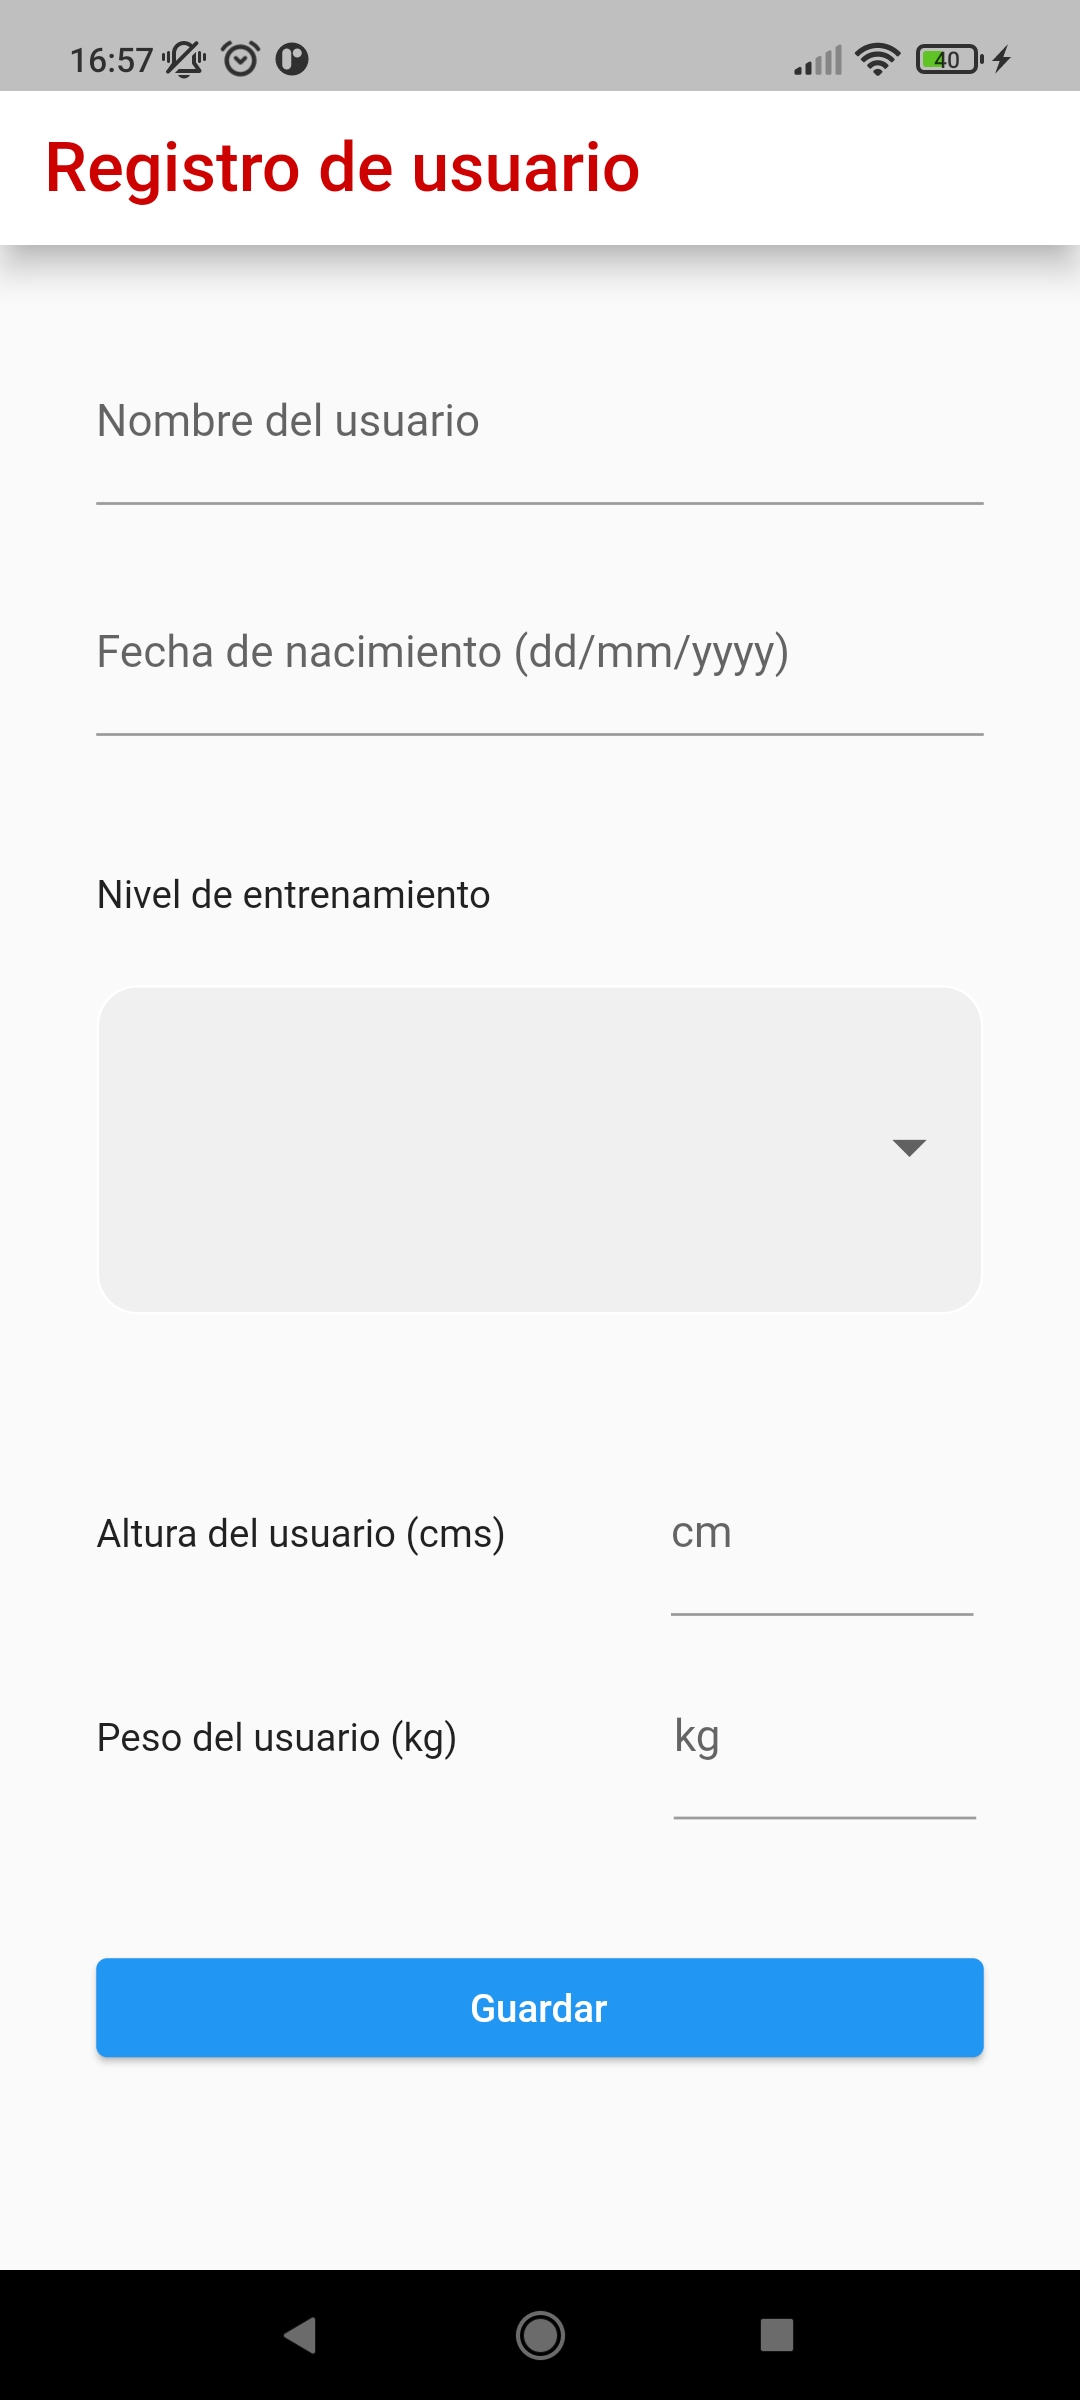 16:57
40
Registro de usuario
Nombre del usuario
Fecha de nacimiento (dd/mm/yyyy)
Nivel de entrenamiento
Altura del usuario (cms)
cm
Peso del usuario (kg)
kg
Guardar